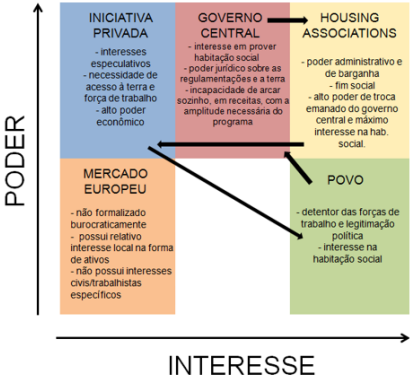 INICIATIVA
PRIVADA
- interesses
especulativos
- necessidade de
acesso à terra e
força de trabalho
- alto poder
econômico
GOVERNO
CENTRAL
- interesse em prover
habitação social
- poder jurídico sobre as
regulamentações e a terra
- incapacidade de arcar
sozinho, em receitas, com a
amplitude necessária do
programa
HOUSING
ASSOCIATIONS
- poder administrativo e
de barganha
- fim social
- alto poder de troca
emanado do governo
central e máximo
interesse na hab.
social.
MERCADO
EUROPEU
- não formalizado
burocraticamente
- possui relativo
interesse local na forma
de ativos
- não possui interesses
civis/trabalhistas
específicos
POVO
- detentor das forças de
trabalho e legitimação
política
- interesse na
habitação social
PODER
INTERESSE